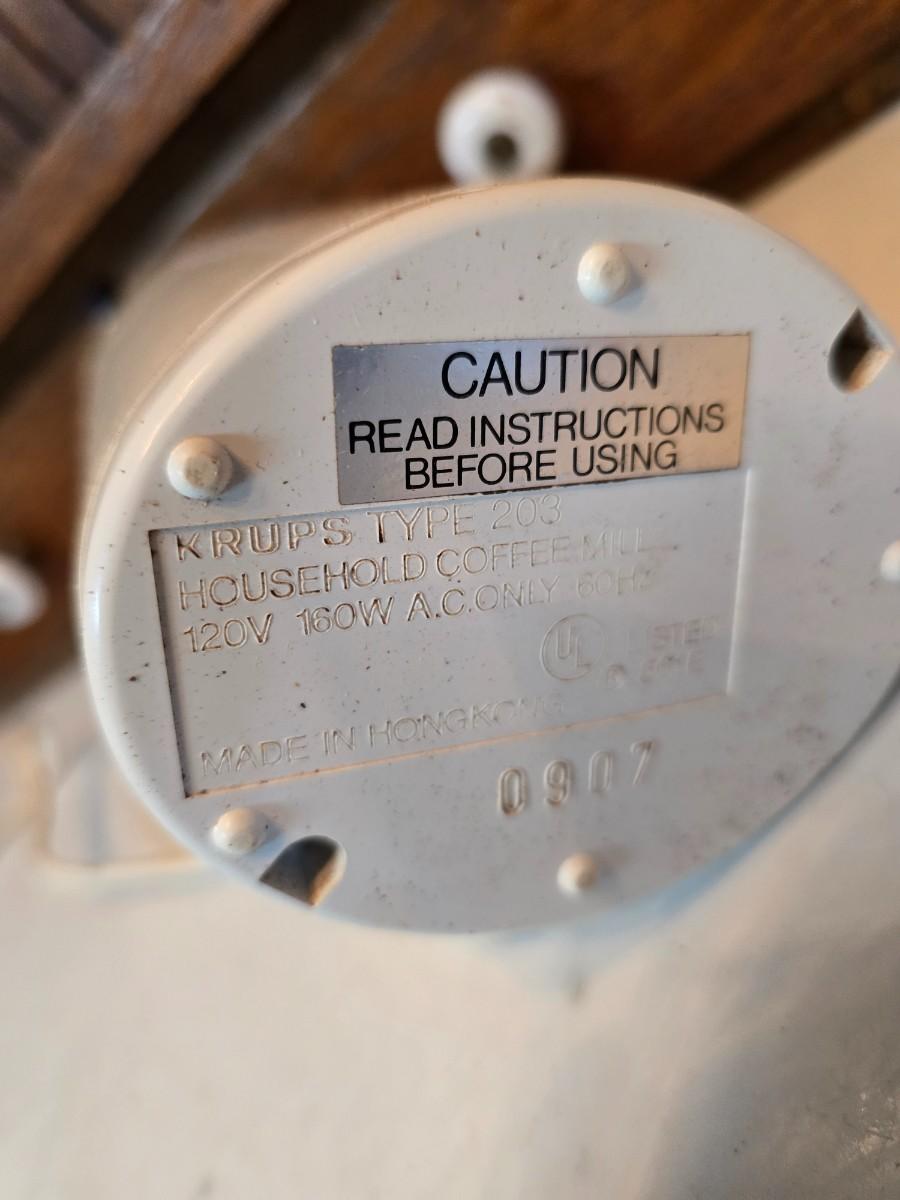 CAUTION
READ INSTRUCTIONS
BEFORE USING
KRUPS TYPE 203
HOUSEHOLD COFFEE MILL
120V 160W A.C. ONLY 60HZ
UL LISTED
MADE IN HONGKONG
0907